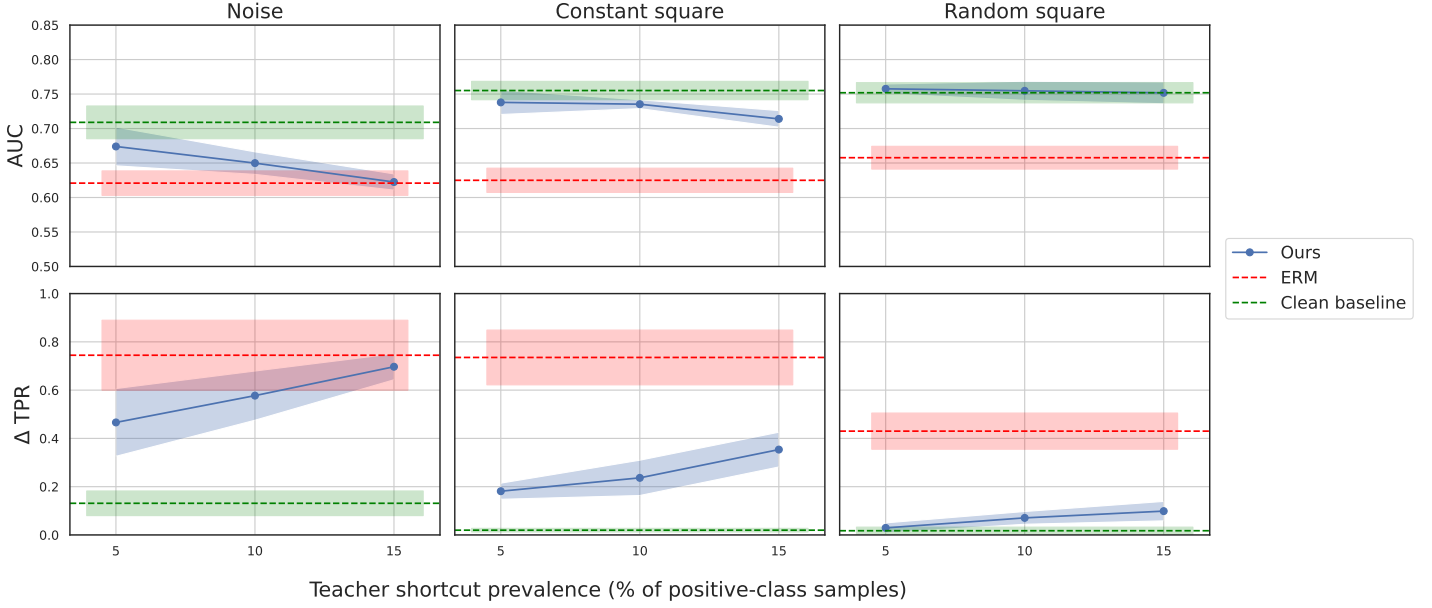 Noise
Constant square
Random square
AUC
0.85
0.80
0.75
0.70
0.65
0.60
0.55
0.50
Δ TPR
1.0
0.8
0.6
0.4
0.2
0.0
5 10 15
5 10 15
5 10 15
Teacher shortcut prevalence (% of positive-class samples)
Ours
ERM
Clean baseline